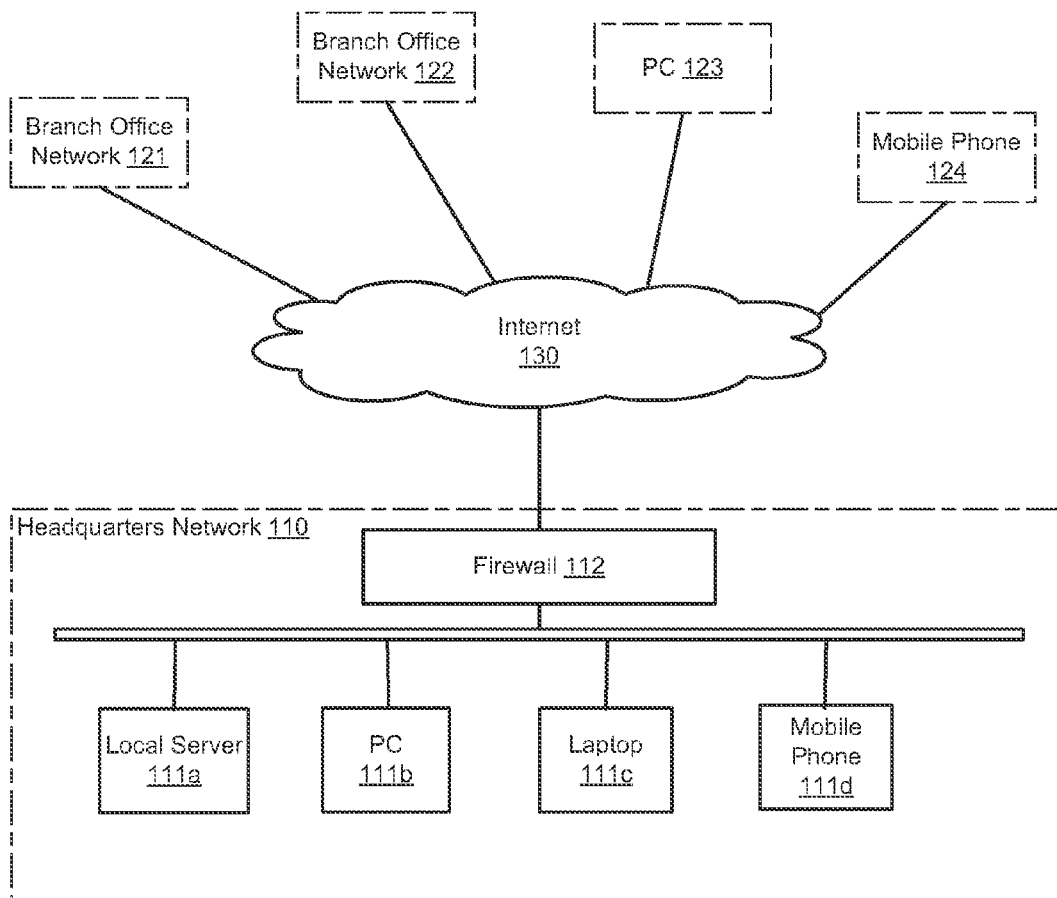 Branch Office
Network 122
PC 123
Branch Office
Network 121
Mobile Phone
124
Internet
130
Headquarters Network 110
Firewall 112
Local Server
111a
PC
111b
Laptop
111c
Mobile
Phone
111d